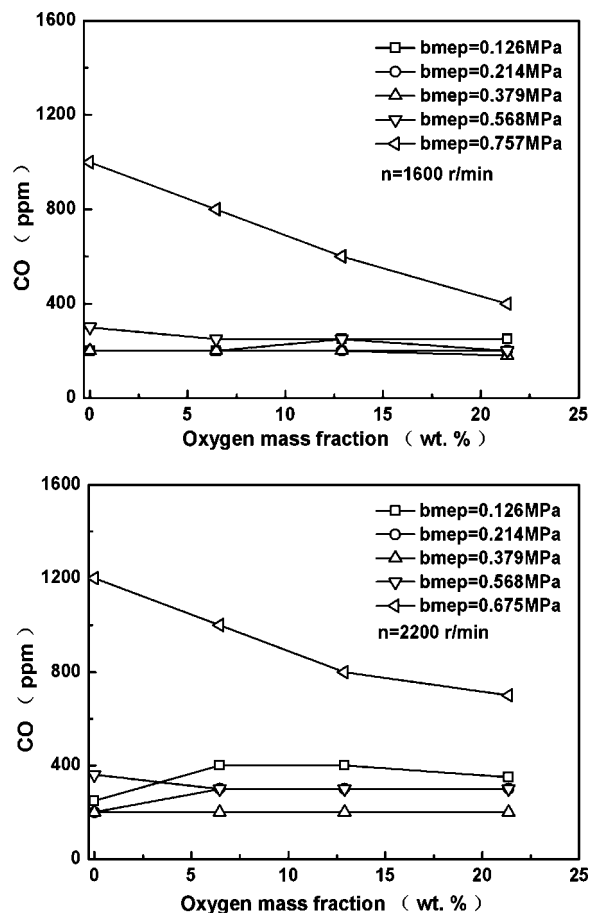 1600
1200
800
400
0
CO （ ppm ）
bmep=0.126MPa
bmep=0.214MPa
bmep=0.379MPa
bmep=0.568MPa
bmep=0.757MPa
n=1600 r/min
0 5 10 15 20 25
Oxygen mass fraction （ wt. % ）
1600
1200
800
400
0
CO （ ppm ）
bmep=0.126MPa
bmep=0.214MPa
bmep=0.379MPa
bmep=0.568MPa
bmep=0.675MPa
n=2200 r/min
0 5 10 15 20 25
Oxygen mass fraction （ wt. % ）